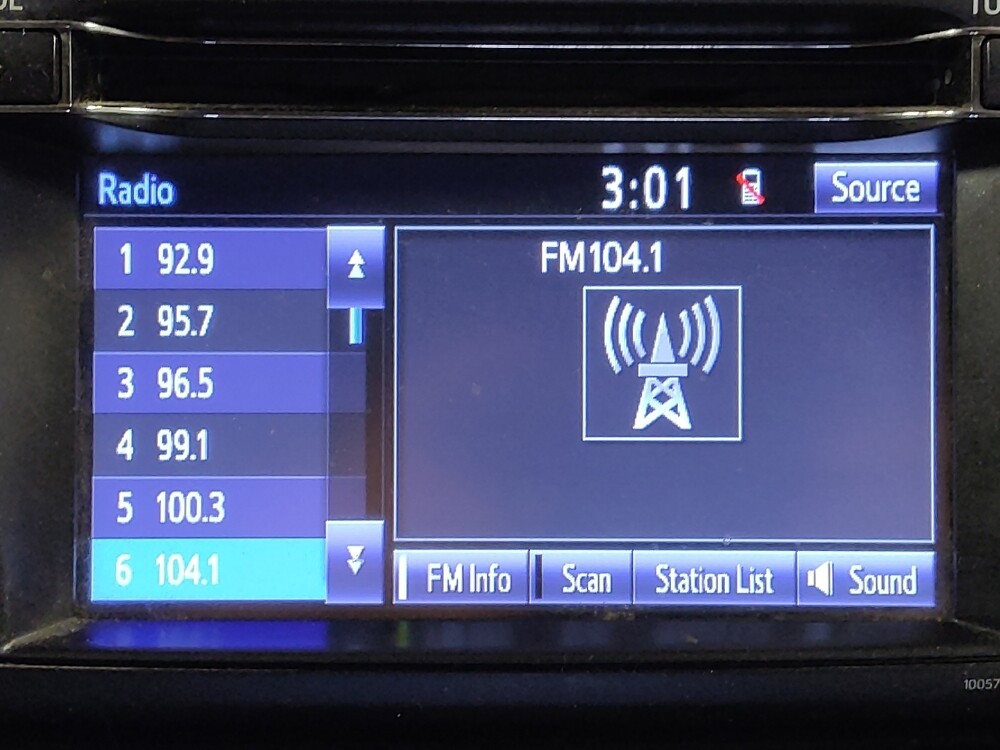 Radio 3:01 Source
1 92.9
2 95.7
3 96.5
4 99.1
5 100.3
6 104.1
FM104.1
FM Info Scan Station List Sound
10057